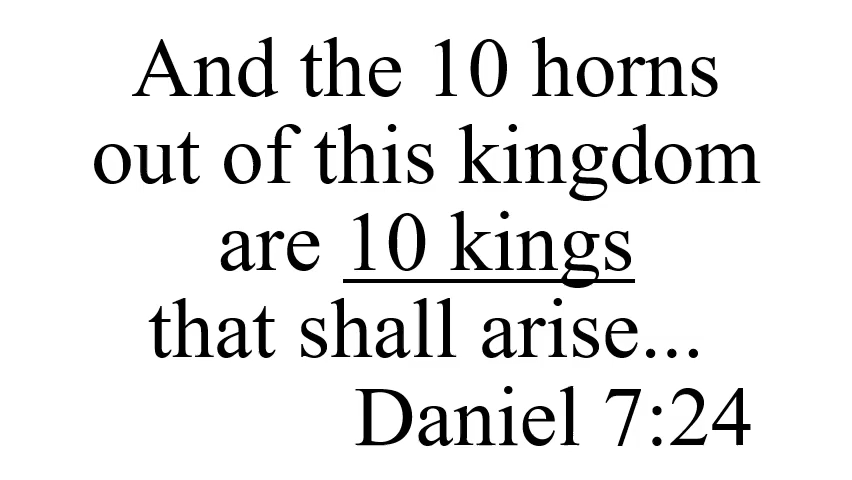 And the 10 horns
out of this kingdom
are 10 kings
that shall arise...
Daniel 7:24